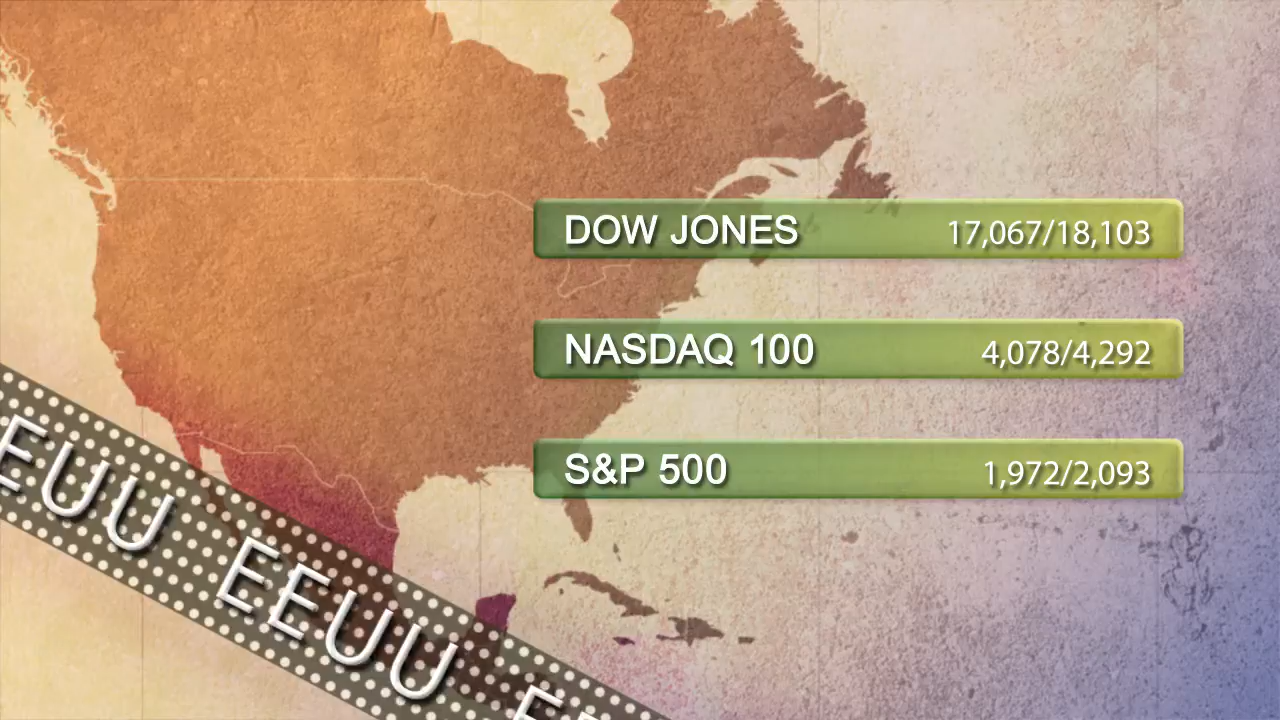 DOW JONES 17,067/18,103
NASDAQ 100 4,078/4,292
S&P 500 1,972/2,093
EEUU EEUU